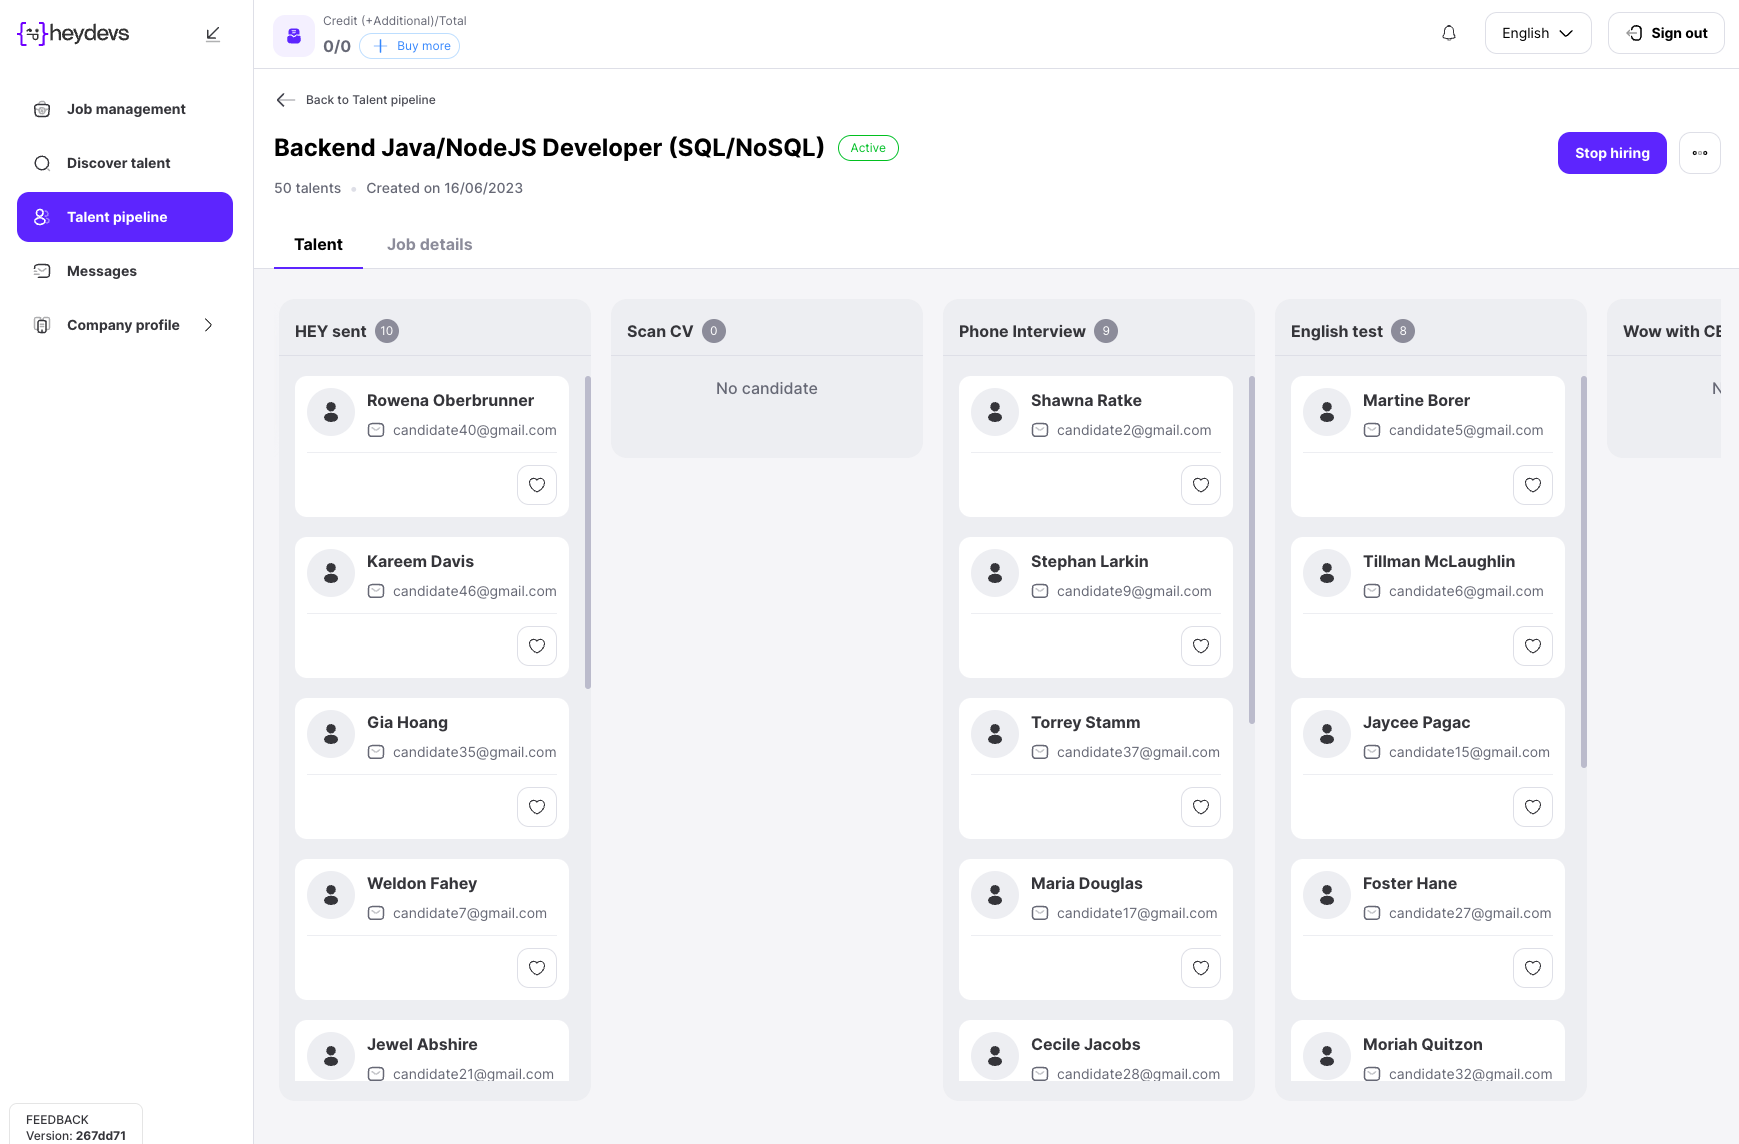 heydevs
Job management
Discover talent
Talent pipeline
Messages
Company profile
FEEDBACK
Version: 267dd71
Credit (+Additional)/Total
0/0 Buy more
English
Sign out
Back to Talent pipeline
Backend Java/NodeJS Developer (SQL/NoSQL) Active
50 talents • Created on 16/06/2023
Stop hiring
Talent Job details
HEY sent 10
Rowena Oberbrunner
candidate40@gmail.com
Kareem Davis
candidate46@gmail.com
Gia Hoang
candidate35@gmail.com
Weldon Fahey
candidate7@gmail.com
Jewel Abshire
candidate21@gmail.com
Scan CV 0
No candidate
Phone Interview 9
Shawna Ratke
candidate2@gmail.com
Stephan Larkin
candidate9@gmail.com
Torrey Stamm
candidate37@gmail.com
Maria Douglas
candidate17@gmail.com
Cecile Jacobs
candidate28@gmail.com
English test 8
Martine Borer
candidate5@gmail.com
Tillman McLaughlin
candidate6@gmail.com
Jaycee Pagac
candidate15@gmail.com
Foster Hane
candidate27@gmail.com
Moriah Quitzon
candidate32@gmail.com
Wow with